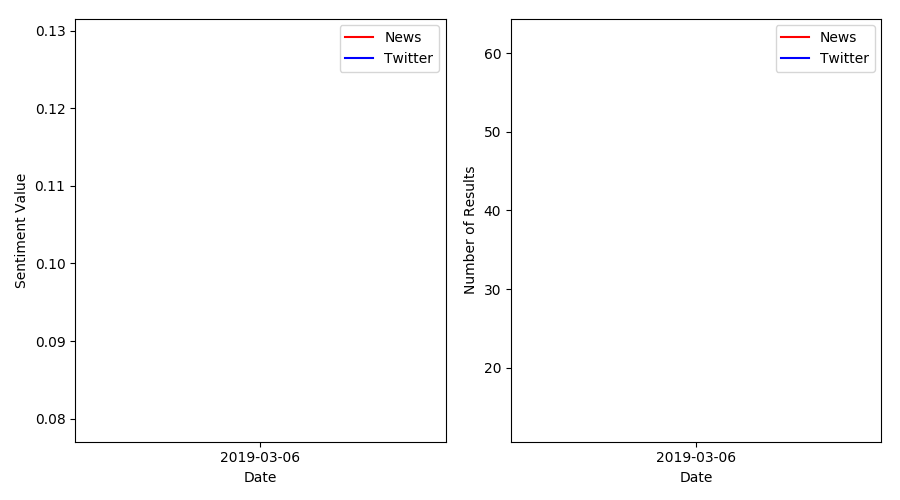 0.13
0.12
0.11
0.10
0.09
0.08
Sentiment Value
2019-03-06
Date
News
Twitter
60
50
40
30
20
Number of Results
2019-03-06
Date
News
Twitter